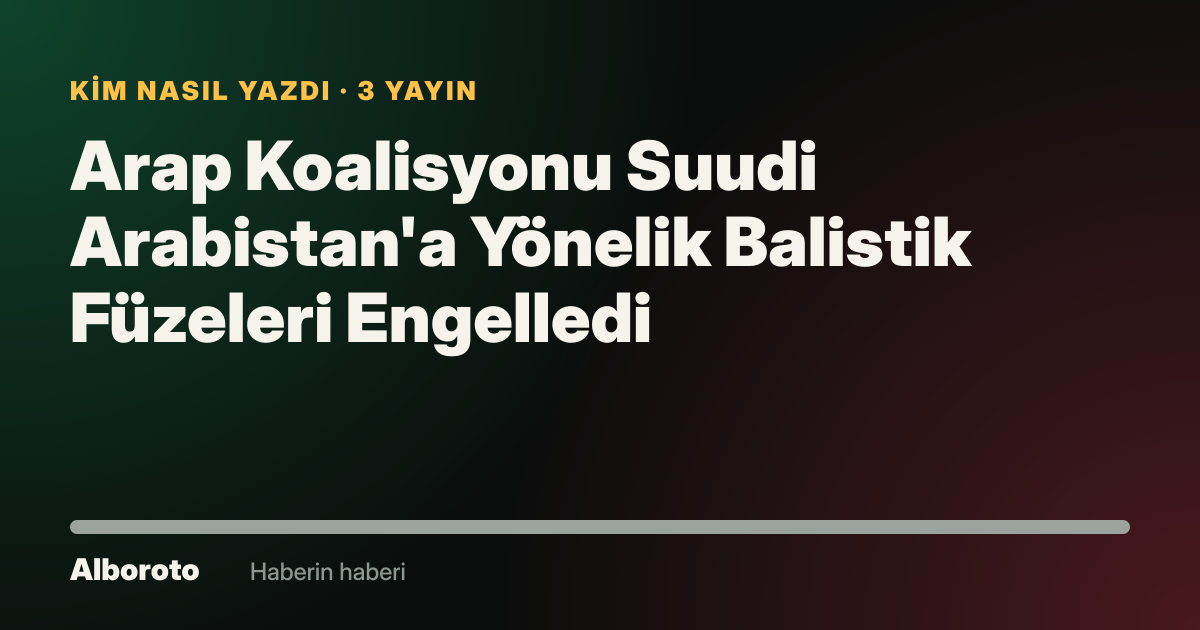 KİM NASIL YAZDI · 3 YAYIN
Arap Koalisyonu Suudi
Arabistan'a Yönelik Balistik
Füzeleri Engelledi
Alboroto
Haberin haberi